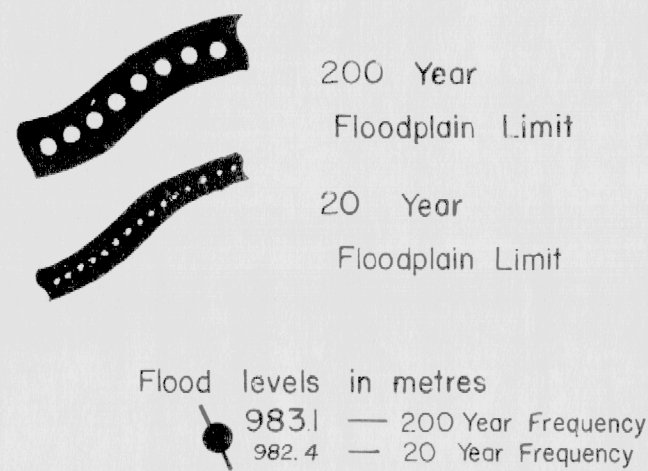 200 Year
Floodplain Limit
20 Year
Floodplain Limit
Flood levels in metres
983.1 — 200 Year Frequency
982.4 — 20 Year Frequency